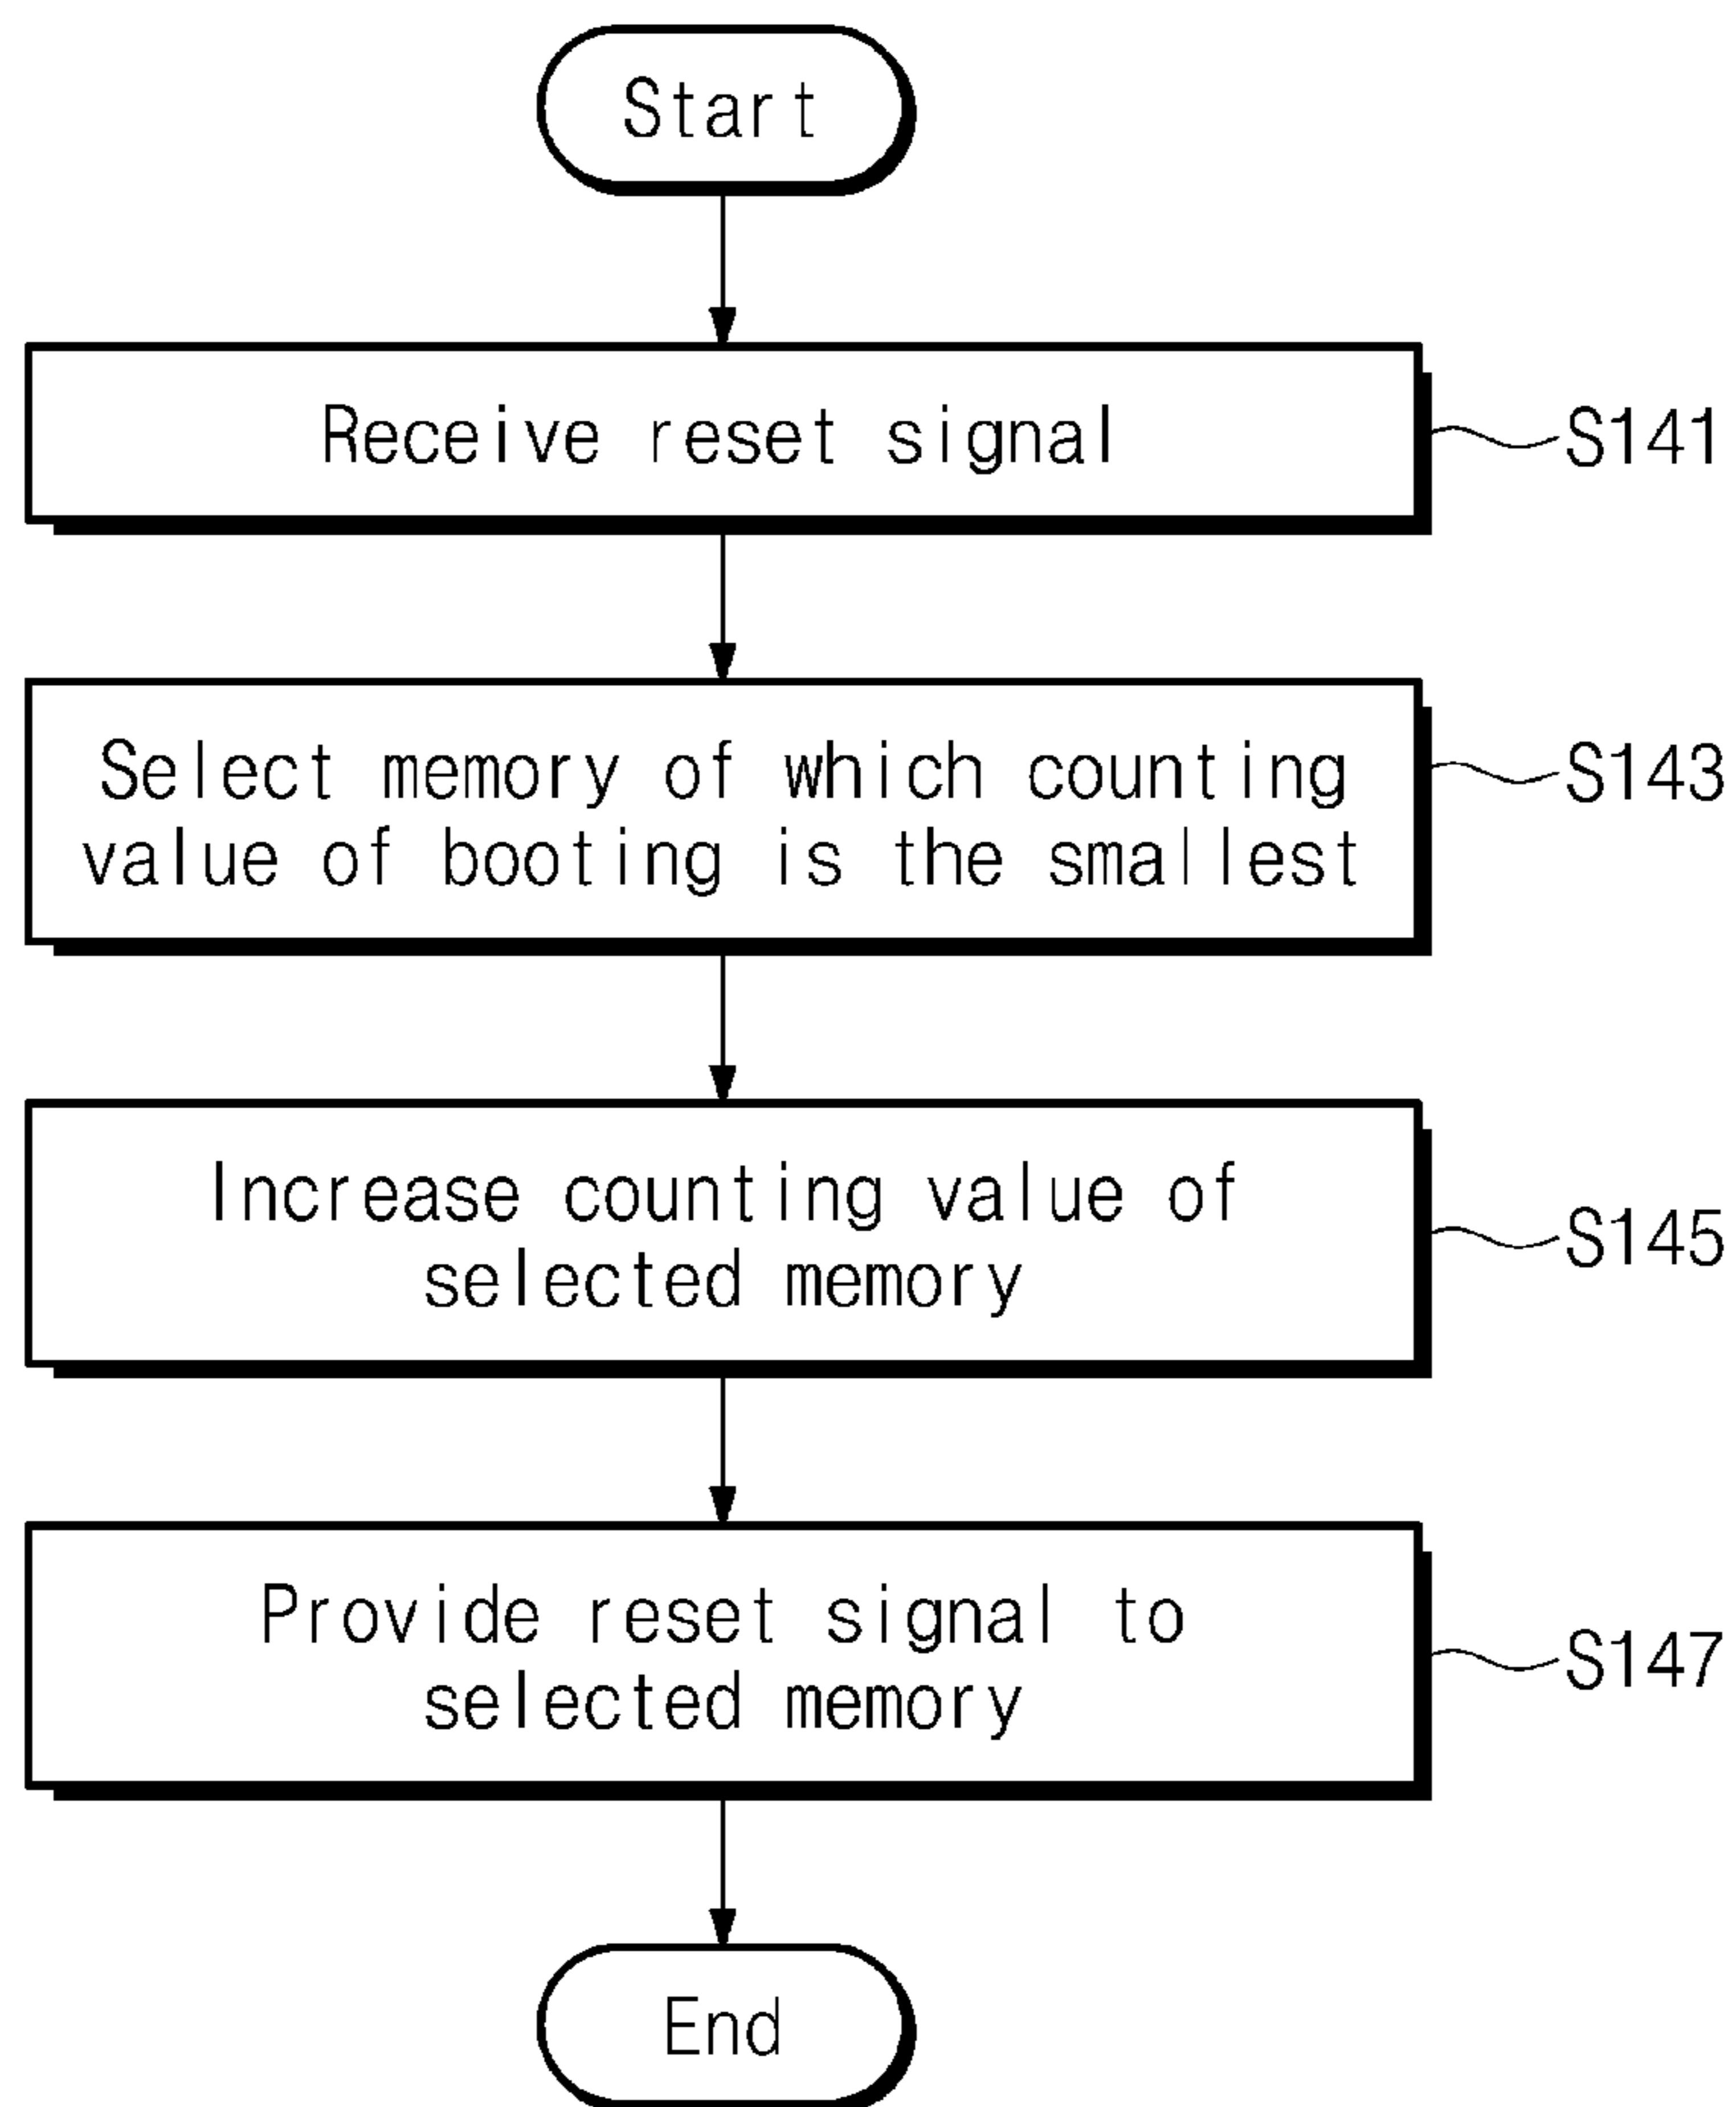 Start
Receive reset signal
S141
Select memory of which counting
value of booting is the smallest
S143
Increase counting value of
selected memory
S145
Provide reset signal to
selected memory
S147
End